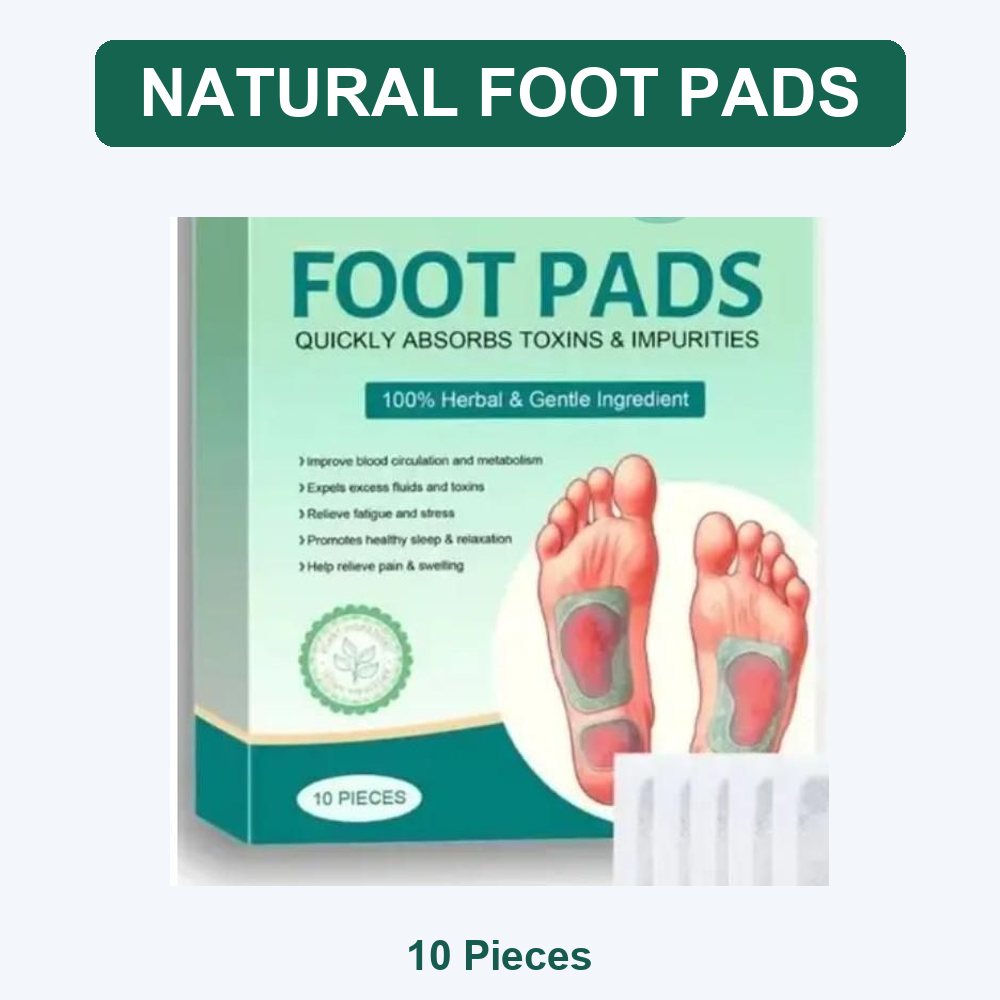 NATURAL FOOT PADS
FOOT PADS
QUICKLY ABSORBS TOXINS & IMPURITIES
100% Herbal & Gentle Ingredient
Improve blood circulation and metabolism
Expels excess fluids and toxins
Relieve fatigue and stress
Promotes healthy sleep & relaxation
Help relieve pain & swelling
10 PIECES
10 Pieces